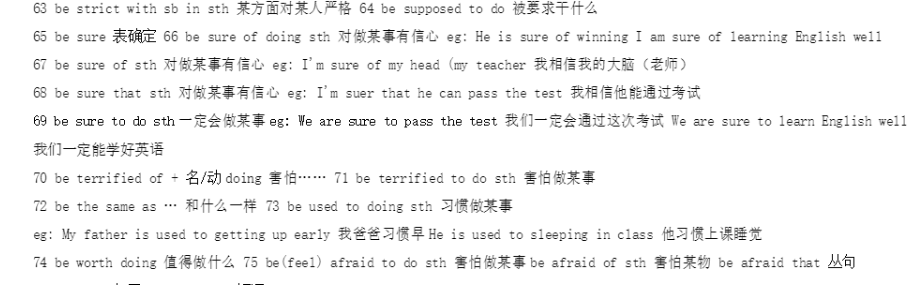 63 be strict with sb in sth 某方面对某人严格 64 be supposed to do 被要求干什么
65 be sure 表确定 66 be sure of doing sth 对做某事有信心 eg: He is sure of winning I am sure of learning English well
67 be sure of sth 对做某事有信心 eg: I'm sure of my head (my teacher 我相信我的大脑（老师）
68 be sure that sth 对做某事有信心 eg: I'm suer that he can pass the test 我相信他能通过考试
69 be sure to do sth 一定会做某事 eg: We are sure to pass the test 我们一定会通过这次考试 We are sure to learn English well
我们一定能学好英语
70 be terrified of + 名/动 doing 害怕…… 71 be terrified to do sth 害怕做某事
72 be the same as … 和什么一样 73 be used to doing sth 习惯做某事
eg: My father is used to getting up early 我爸爸习惯早 He is used to sleeping in class 他习惯上课睡觉
74 be worth doing 值得做什么 75 be(feel) afraid to do sth 害怕做某事 be afraid of sth 害怕某物 be afraid that 丛句